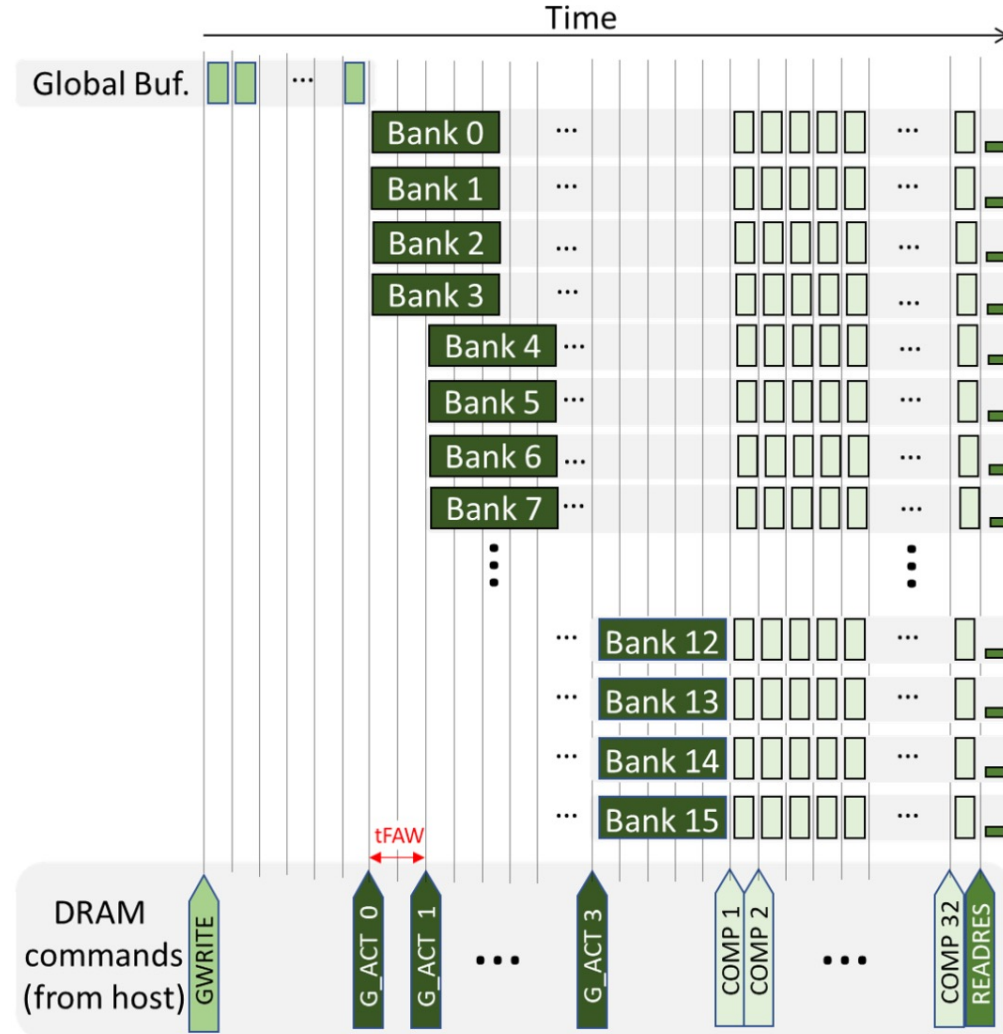 Time
Global Buf.
...
Bank 0
...
...
Bank 1
...
...
Bank 2
...
...
Bank 3
...
...
Bank 4
...
...
Bank 5
...
...
Bank 6
...
...
Bank 7
...
...
...
Bank 12
...
...
Bank 13
...
...
Bank 14
...
...
Bank 15
...
tFAW
DRAM
commands
(from host)
GWRITE
G_ACT 0
G_ACT 1
...
G_ACT 3
COMP 1
COMP 2
...
COMP 32
READRES